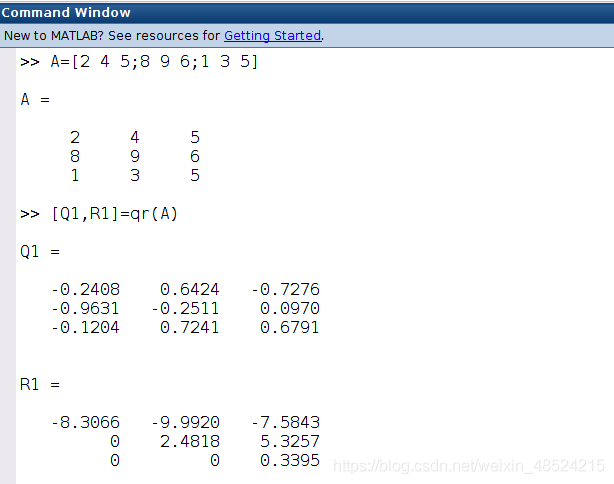 Command Window
New to MATLAB? See resources for Getting Started.
>> A=[2 4 5;8 9 6;1 3 5]
A =
2 4 5
8 9 6
1 3 5
>> [Q1,R1]=qr(A)
Q1 =
-0.2408 0.6424 -0.7276
-0.9631 -0.2511 0.0970
-0.1204 0.7241 0.6791
R1 =
-8.3066 -9.9920 -7.5843
0 2.4818 5.3257
0 0 0.3395
https://blog.csdn.net/weixin_48524215